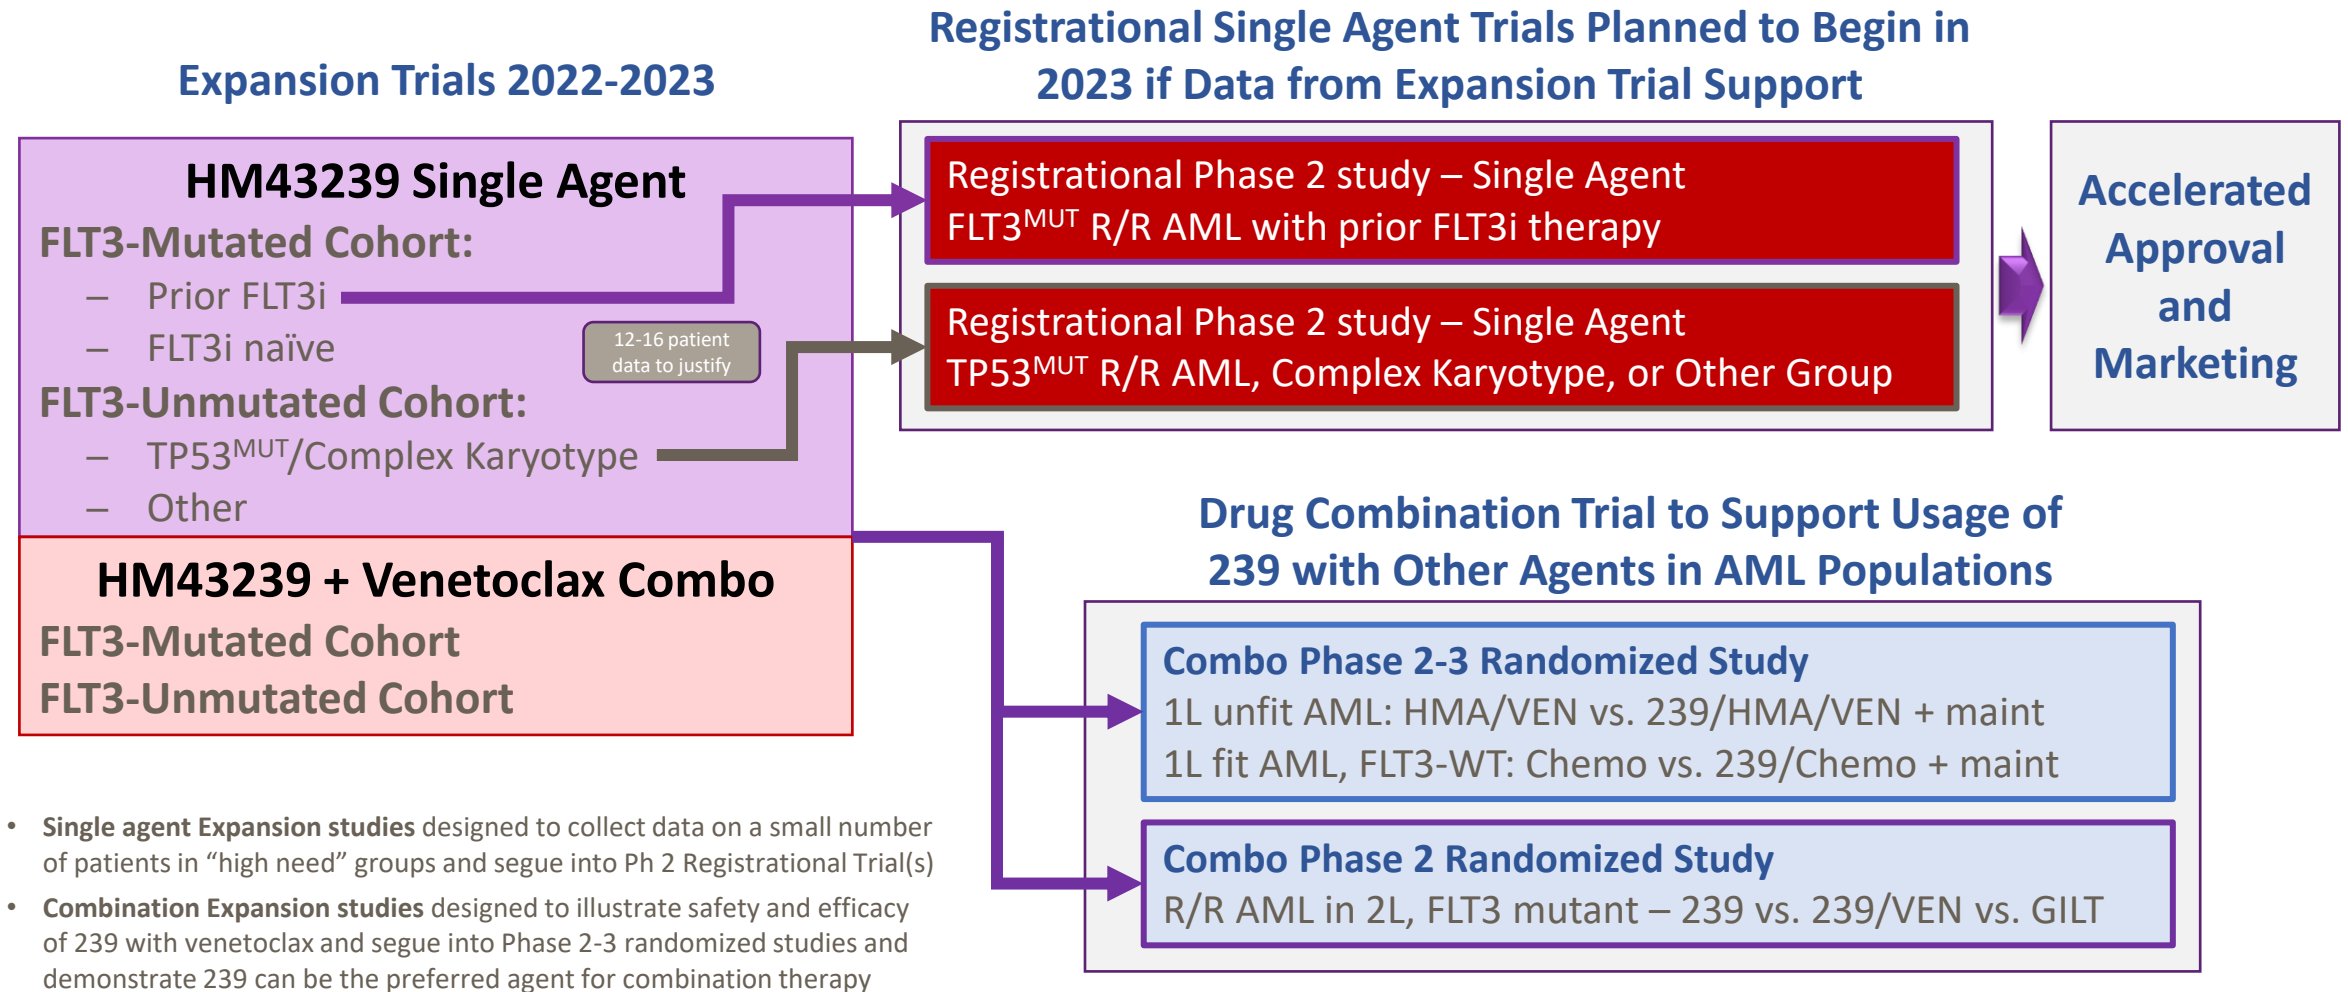 Expansion Trials 2022-2023
HM43239 Single Agent
FLT3-Mutated Cohort:
– Prior FLT3i
– FLT3i naïve
12-16 patient
data to justify
FLT3-Unmutated Cohort:
– TP53ᴹᵁᵀ/Complex Karyotype
– Other
HM43239 + Venetoclax Combo
FLT3-Mutated Cohort
FLT3-Unmutated Cohort
Registrational Single Agent Trials Planned to Begin in
2023 if Data from Expansion Trial Support
Registrational Phase 2 study – Single Agent
FLT3ᴹᵁᵀ R/R AML with prior FLT3i therapy
Registrational Phase 2 study – Single Agent
TP53ᴹᵁᵀ R/R AML, Complex Karyotype, or Other Group
Accelerated
Approval
and
Marketing
Drug Combination Trial to Support Usage of
239 with Other Agents in AML Populations
Combo Phase 2-3 Randomized Study
1L unfit AML: HMA/VEN vs. 239/HMA/VEN + maint
1L fit AML, FLT3-WT: Chemo vs. 239/Chemo + maint
Combo Phase 2 Randomized Study
R/R AML in 2L, FLT3 mutant – 239 vs. 239/VEN vs. GILT
• Single agent Expansion studies designed to collect data on a small number
of patients in “high need” groups and segue into Ph 2 Registrational Trial(s)
• Combination Expansion studies designed to illustrate safety and efficacy
of 239 with venetoclax and segue into Phase 2-3 randomized studies and
demonstrate 239 can be the preferred agent for combination therapy